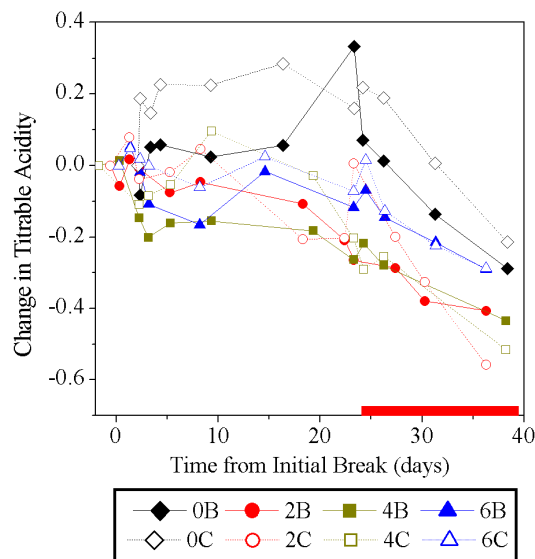 0.4
0.2
0.0
-0.2
-0.4
-0.6
Change in Titrable Acidity
0 10 20 30 40
Time from Initial Break (days)
0B 2B 4B 6B
0C 2C 4C 6C